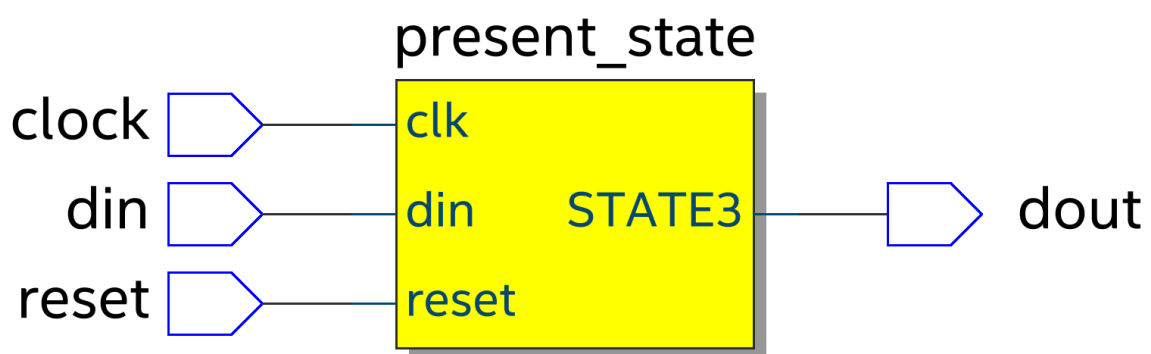 present_state
clock
clk
din
din
STATE3
dout
reset
reset